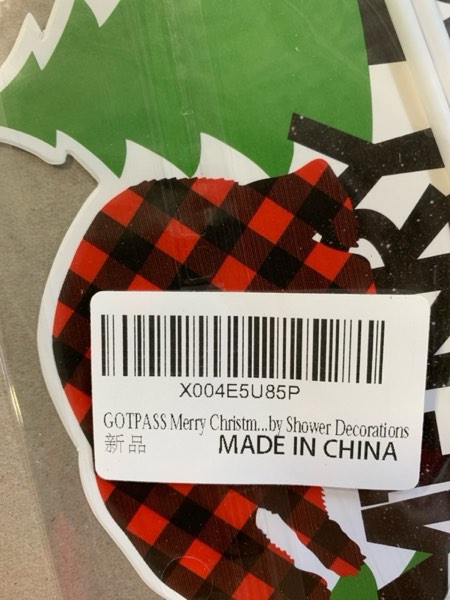 X004E5U85P
GOTPASS Merry Christm...by Shower Decorations
新品
MADE IN CHINA